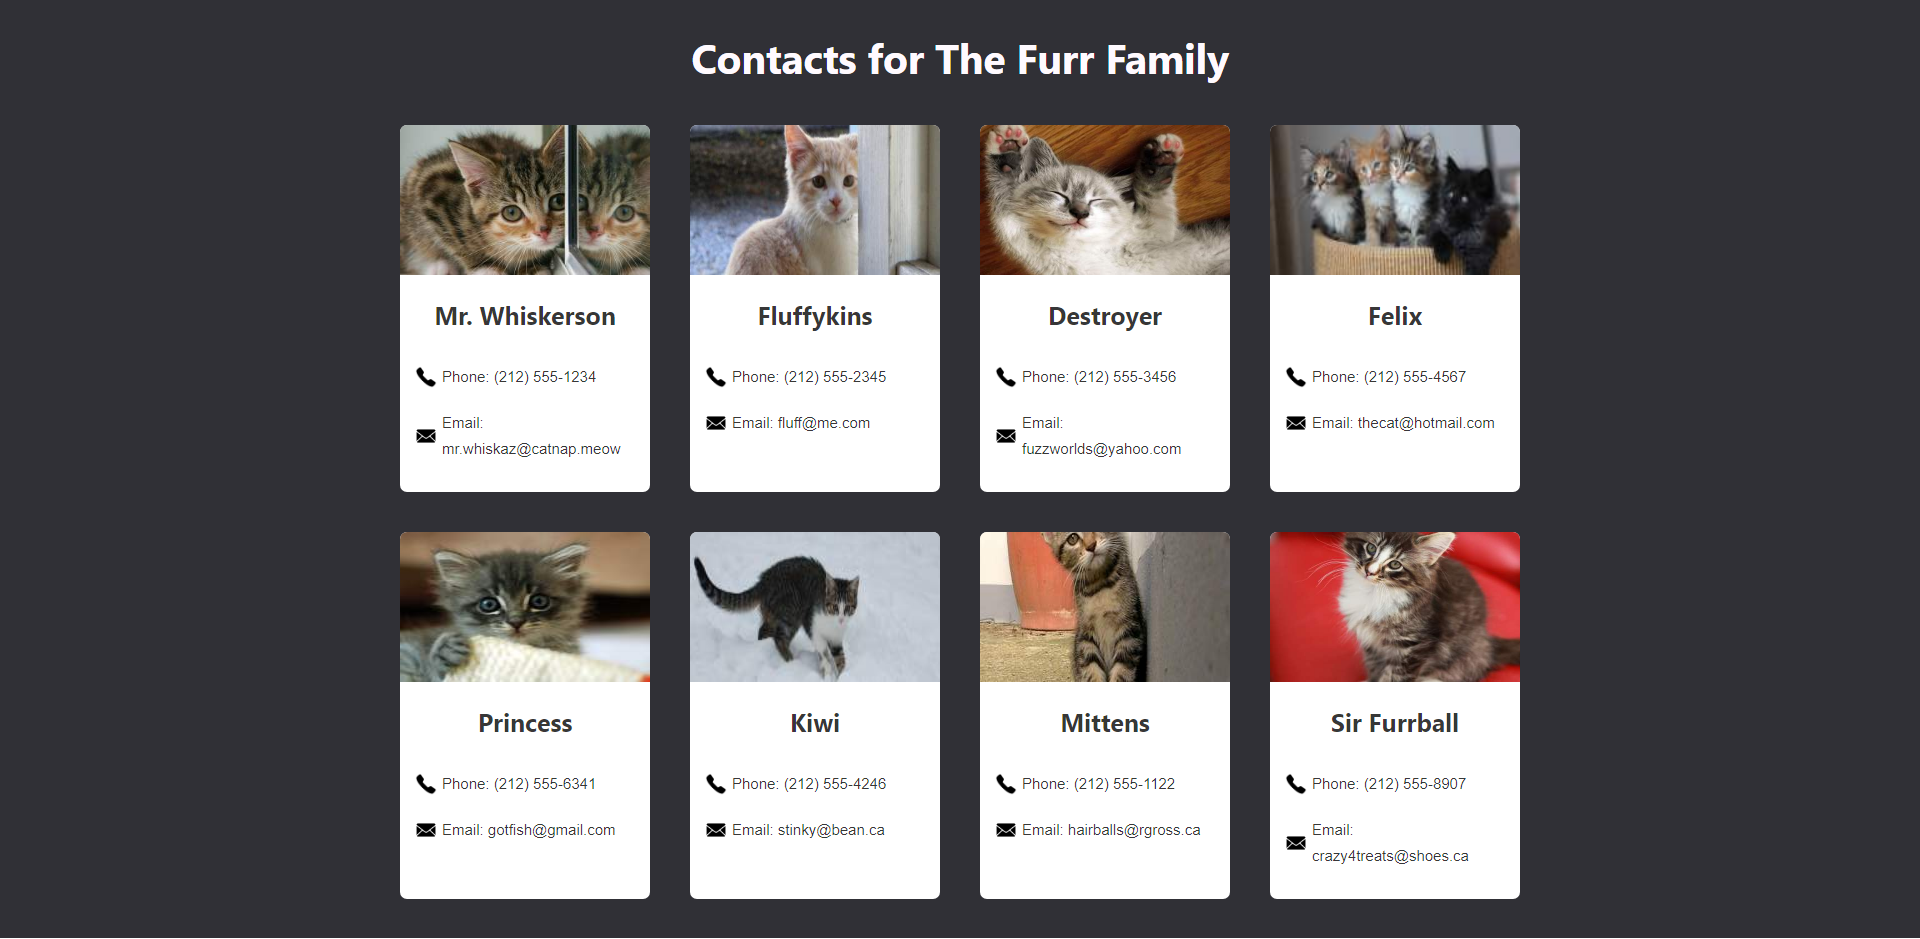 Contacts for The Furr Family
Mr. Whiskerson
Phone: (212) 555-1234
Email:
mr.whiskaz@catnap.meow
Fluffykins
Phone: (212) 555-2345
Email: fluff@me.com
Destroyer
Phone: (212) 555-3456
Email:
fuzzworlds@yahoo.com
Felix
Phone: (212) 555-4567
Email: thecat@hotmail.com
Princess
Phone: (212) 555-6341
Email: gotfish@gmail.com
Kiwi
Phone: (212) 555-4246
Email: stinky@bean.ca
Mittens
Phone: (212) 555-1122
Email: hairballs@rgross.ca
Sir Furrball
Phone: (212) 555-8907
Email:
crazy4treats@shoes.ca